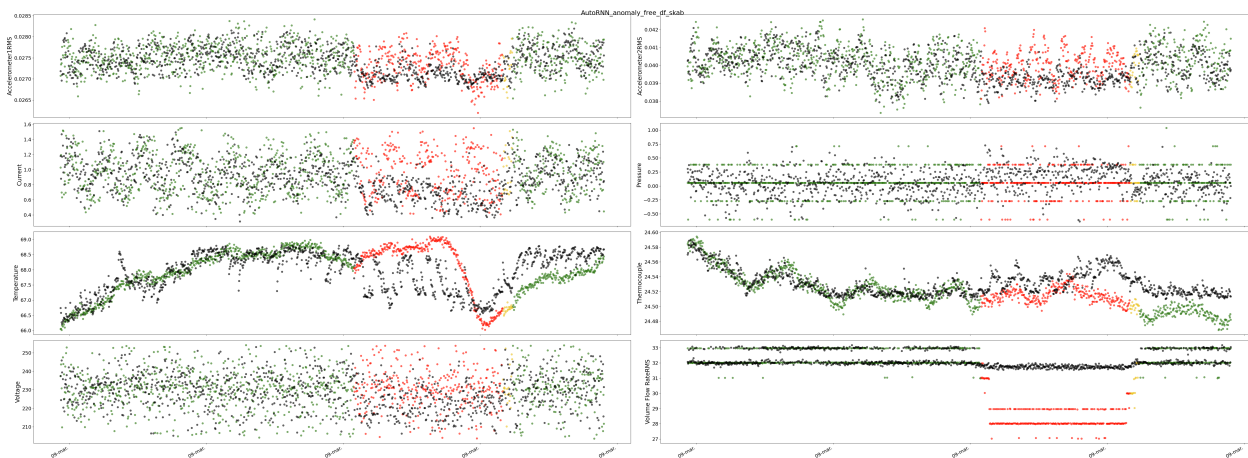 AutoRNN_anomaly_free_df_skab
Accelerometer1RMS
0.0285
0.0280
0.0275
0.0270
0.0265
Accelerometer2RMS
0.041
0.040
0.039
0.038
Current
1.6
1.4
1.2
1.0
0.8
0.6
0.4
Pressure
1.00
0.75
0.50
0.25
0.00
−0.25
−0.50
Temperature
69.0
68.5
68.0
67.5
67.0
66.5
66.0
Thermocouple
24.60
24.58
24.56
24.54
24.52
24.50
24.48
Voltage
250
240
230
220
210
09-mar.
09-mar.
09-mar.
09-mar.
09-mar.
Volume Flow RateRMS
33
32
31
30
29
28
27
09-mar.
09-mar.
09-mar.
09-mar.
09-mar.